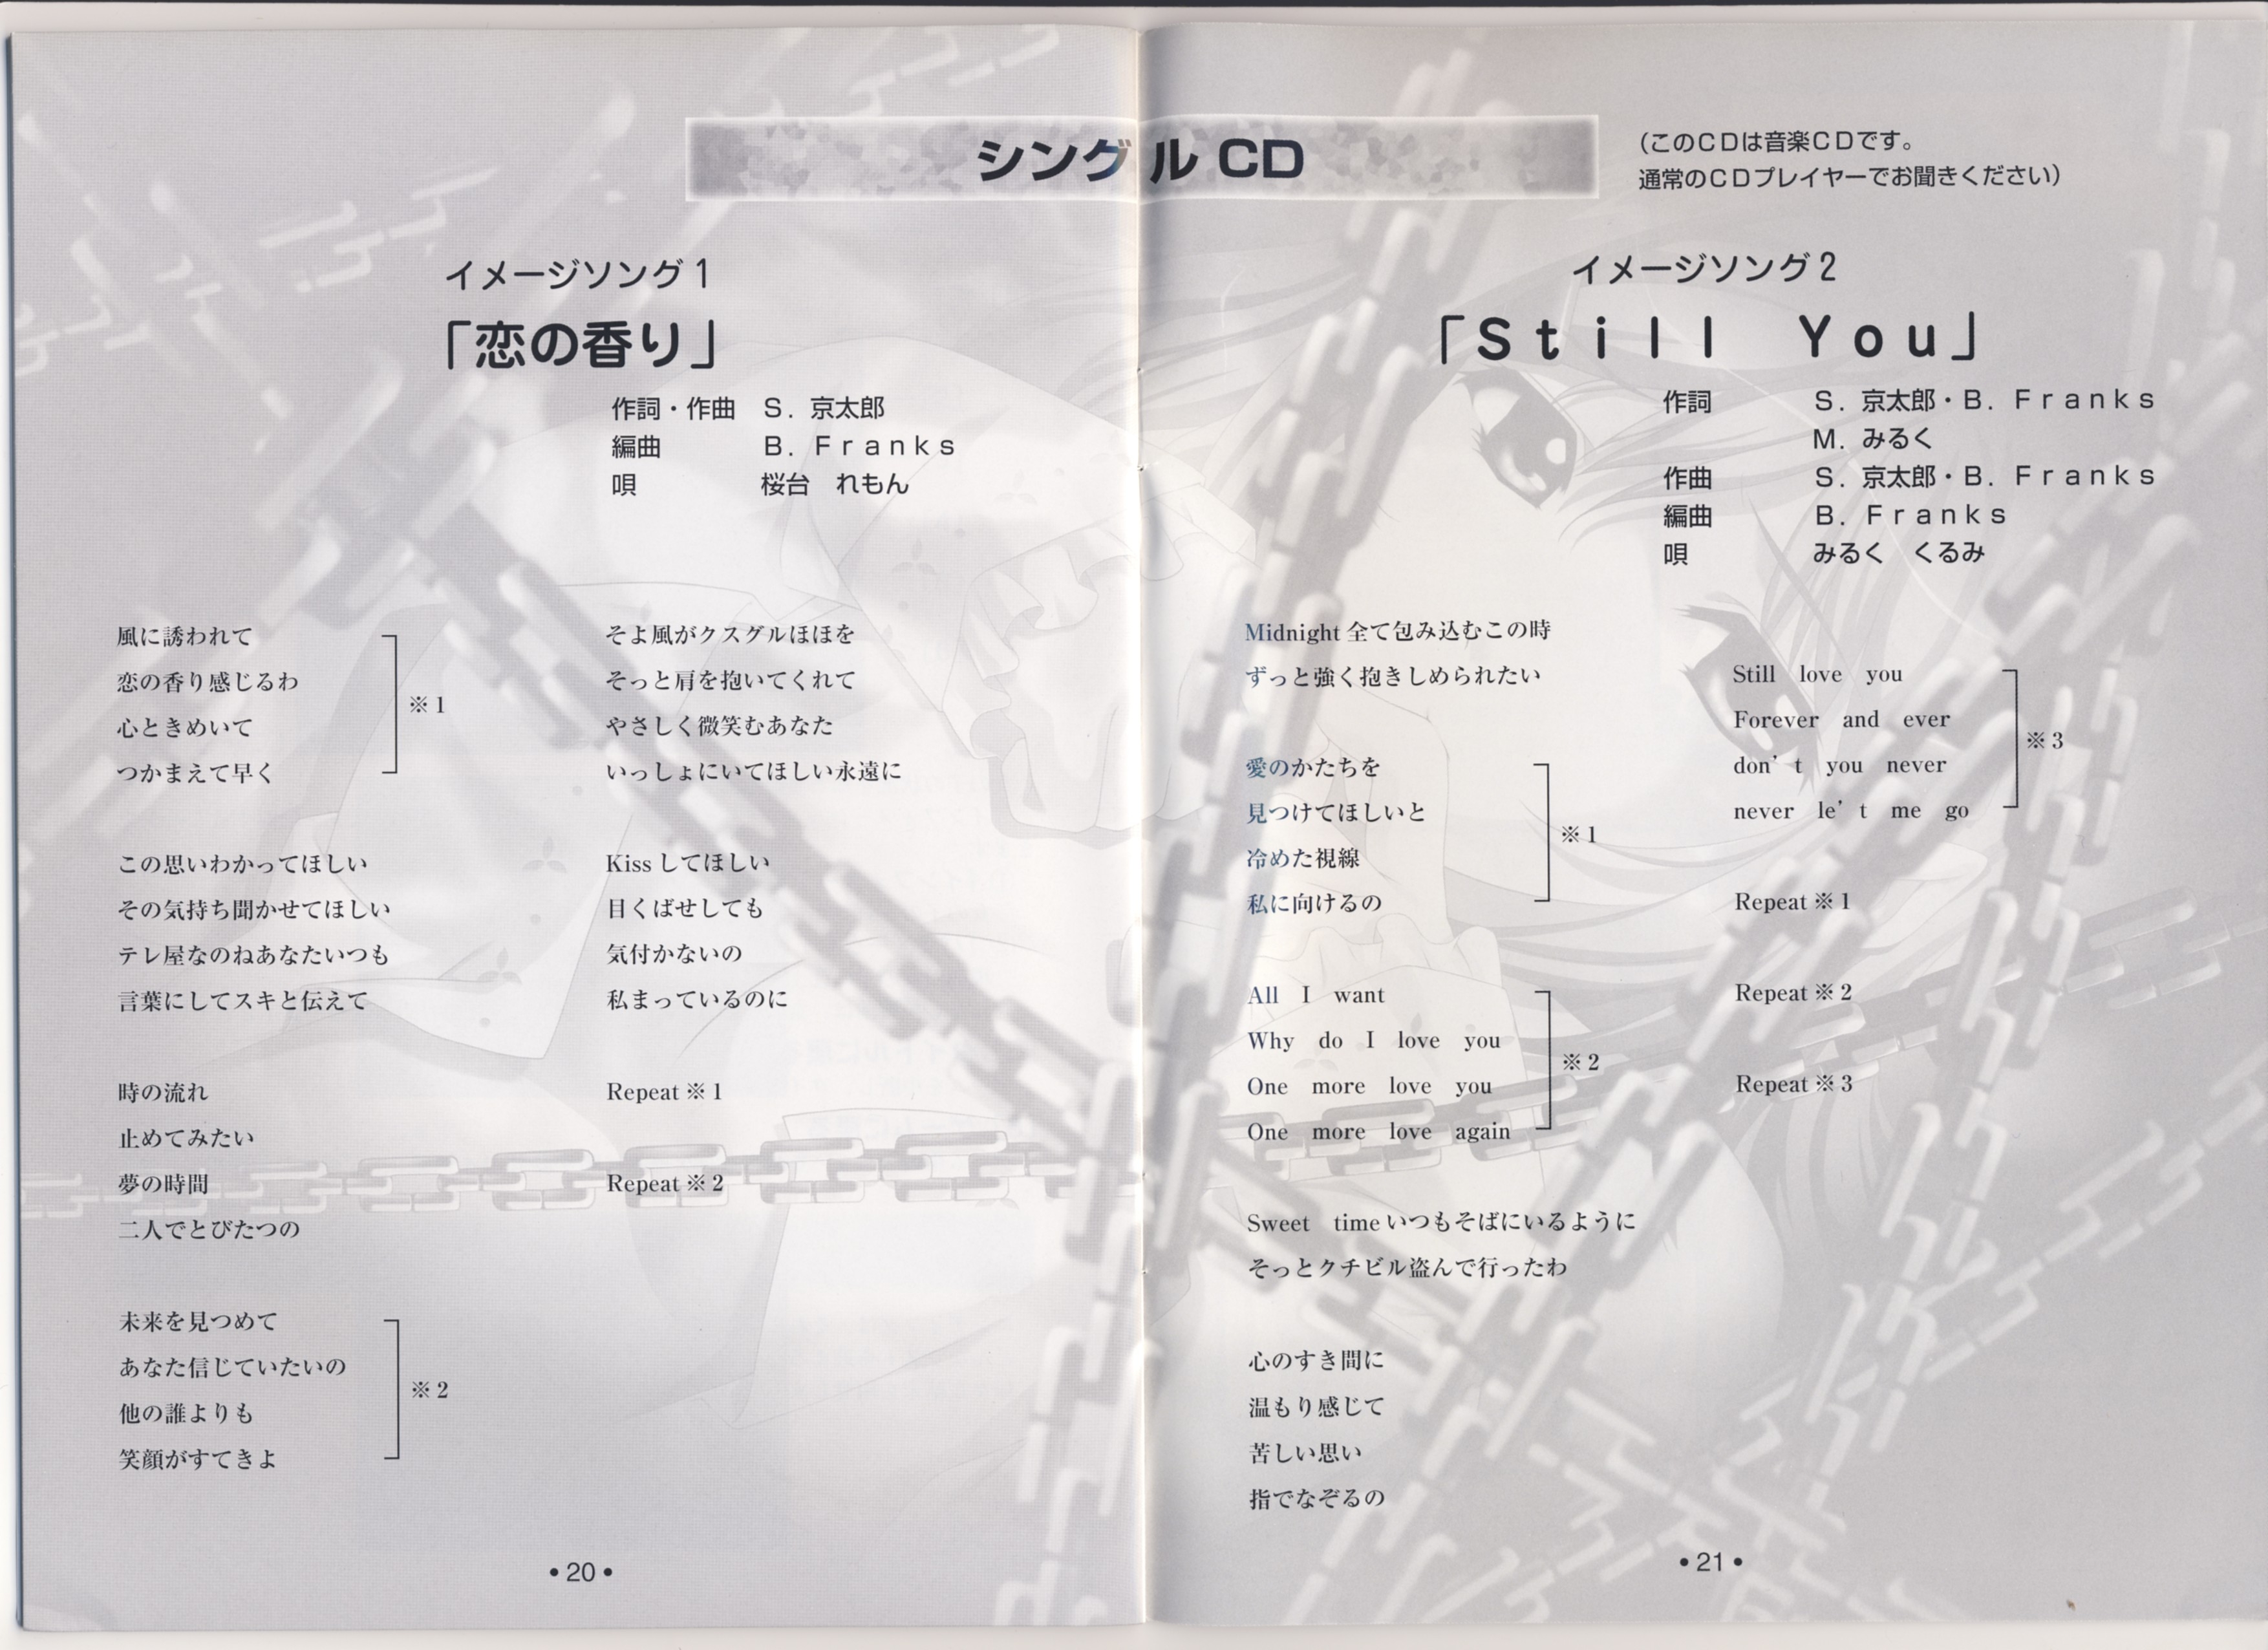 シングル CD
(このCDは音楽CDです。
通常のCDプレイヤーでお聞きください)
イメージソング1
「恋の香り」
作詞・作曲 S. 京太郎
編曲 B. Franks
唄 桜台 れもん
風に誘われて
恋の香り感じるわ
心ときめいて
つかまえて早く
※1
この思いわかってほしい
その気持ち聞かせてほしい
テレ屋なのねあなたいつも
言葉にしてスキと伝えて
時の流れ
止めてみたい
夢の時間
二人でとびたつの
未来を見つめて
あなた信じていたいの
他の誰よりも
笑顔がすてきよ
※2
そよ風がクスグルほほを
そっと肩を抱いてくれて
やさしく微笑むあなた
いっしょにいてほしい永遠に
Kissしてほしい
目くばせしても
気付かないの
私まっているのに
Repeat※1
Repeat※2
•20•
イメージソング2
「Still You」
作詞 S. 京太郎・B. Franks
M. みるく
作曲 S. 京太郎・B. Franks
編曲 B. Franks
唄 みるく くるみ
Midnight全て包み込むこの時
ずっと強く抱きしめられたい
愛のかたちを
見つけてほしいと
冷めた視線
私に向けるの
※1
All I want
Why do I love you
One more love you
One more love again
※2
Sweet timeいつもそばにいるように
そっとクチビル盗んで行ったわ
心のすき間に
温もり感じて
苦しい思い
指でなぞるの
Still love you
Forever and ever
don't you never
never le't me go
※3
Repeat※1
Repeat※2
Repeat※3
•21•